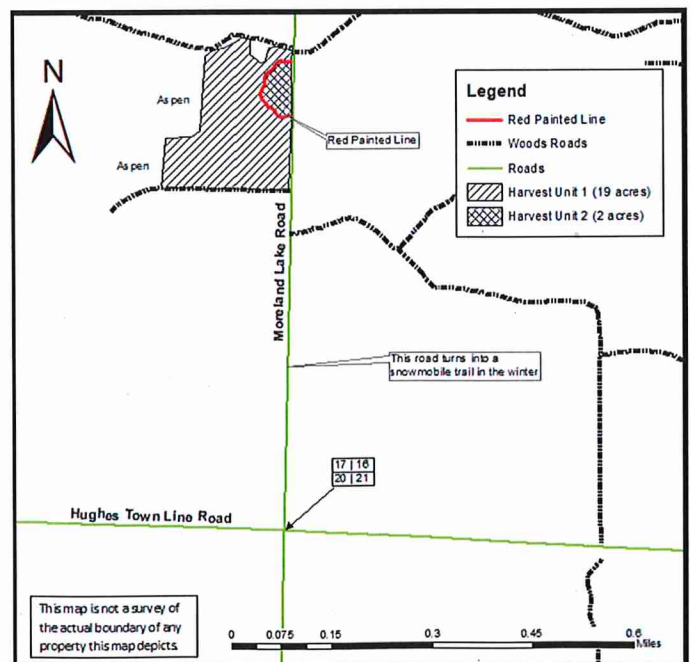 N
Aspen
Aspen
Red Painted Line
Legend
Red Painted Line
Woods Roads
Roads
Harvest Unit 1 (19 acres)
Harvest Unit 2 (2 acres)
Moreland Lake Road
This road turns into a
snowmobile trail in the winter
17 | 16
20 | 21
Hughes Town Line Road
This map is not a survey of
the actual boundary of any
property this map depicts.
0 0.075 0.15 0.3 0.45 0.6
Miles